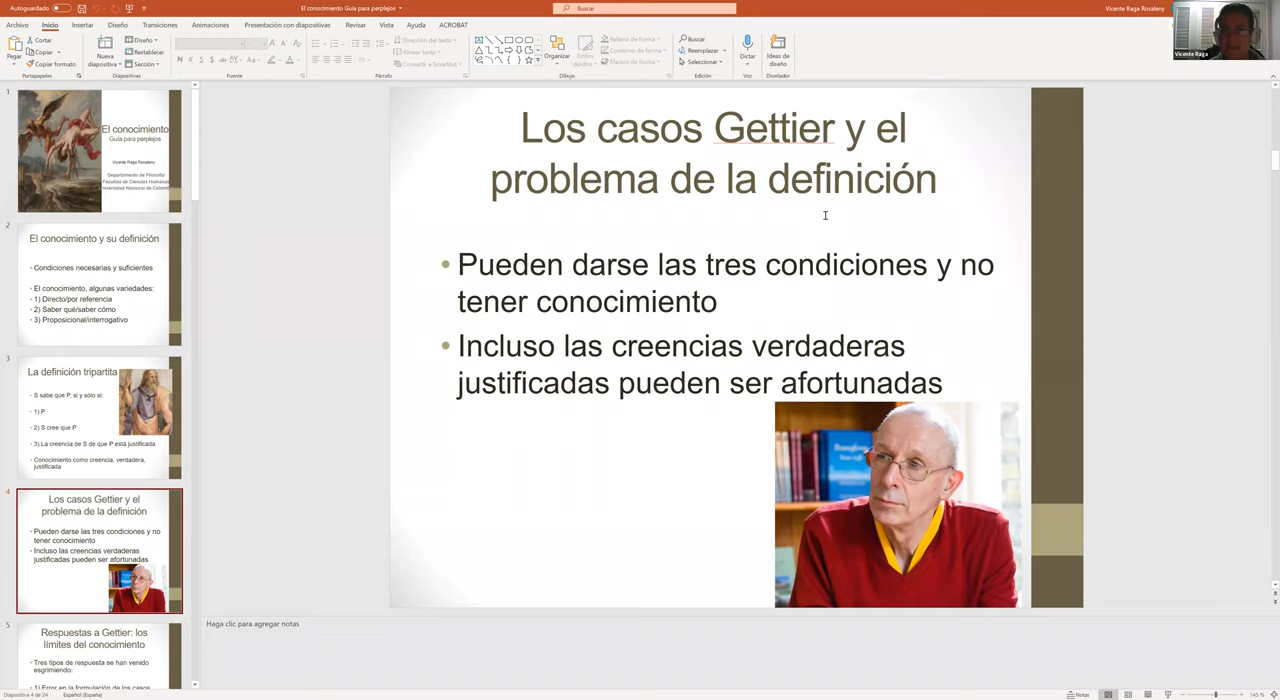 Autoguardado
El conocimiento Guía para perplejos
Buscar
Vicente Raga Rosaleny
Archivo Inicio Insertar Diseño Transiciones Animaciones Presentación con diapositivas Revisar Vista Ayuda ACROBAT
Vicente Raga
Pegar
Cortar
Copiar
Copiar formato
Portapapeles
Nueva
diapositiva
Diseño
Restablecer
Sección
Diapositivas
N K S S
Fuente
Dirección del texto
Alinear texto
Convertir a SmartArt
Párrafo
Organizar
Estilos
rápidos
Relleno de forma
Contorno de forma
Efectos de forma
Dibujo
Buscar
Reemplazar
Seleccionar
Edición
Dictar
Voz
Ideas de
diseño
Diseñador
1
El conocimiento
Guía para perplejos
Vicente Raga Rosaleny
Departamento de Filosofía
Facultad de Ciencias Humanas
2
El conocimiento y su definición
· Condiciones necesarias y suficientes
· El conocimiento, algunas variedades:
· 1) Directo/por referencia
· 2) Saber qué/saber cómo
· 3) Proposicional/interrogativo
3
La definición tripartita
· S sabe que P, si y sólo si:
· 1) P
· 2) S cree que P
· 3) La creencia de S de que P está justificada
· Conocimiento como creencia, verdadera,
justificada
4
Los casos Gettier y el
problema de la definición
· Pueden darse las tres condiciones y no
tener conocimiento
· Incluso las creencias verdaderas
justificadas pueden ser afortunadas
5
Respuestas a Gettier: los
límites del conocimiento
· Tres tipos de respuesta se han venido
esgrimiendo:
· 1) Error en la formulación de los casos
Los casos Gettier y el
problema de la definición
• Pueden darse las tres condiciones y no
tener conocimiento
• Incluso las creencias verdaderas
justificadas pueden ser afortunadas
Haga clic para agregar notas
Diapositiva 4 de 24 Español (España)
Notas
145 %